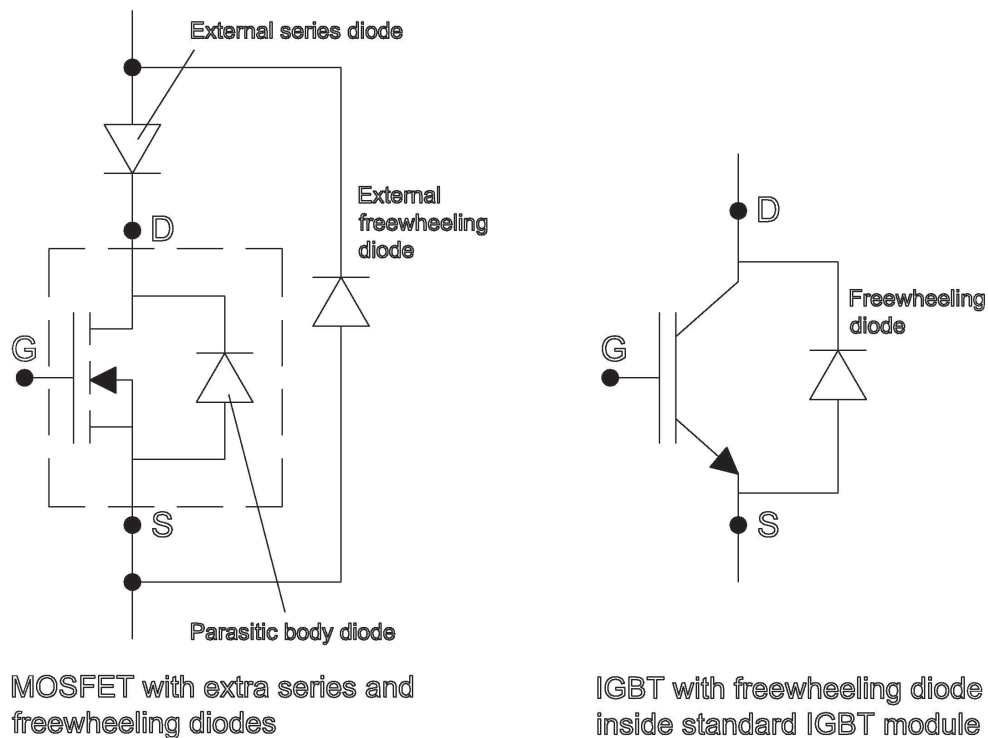 External series diode
D
External
freewheeling
diode
G
S
Parasitic body diode
MOSFET with extra series and
freewheeling diodes
D
Freewheeling
diode
G
S
IGBT with freewheeling diode
inside standard IGBT module